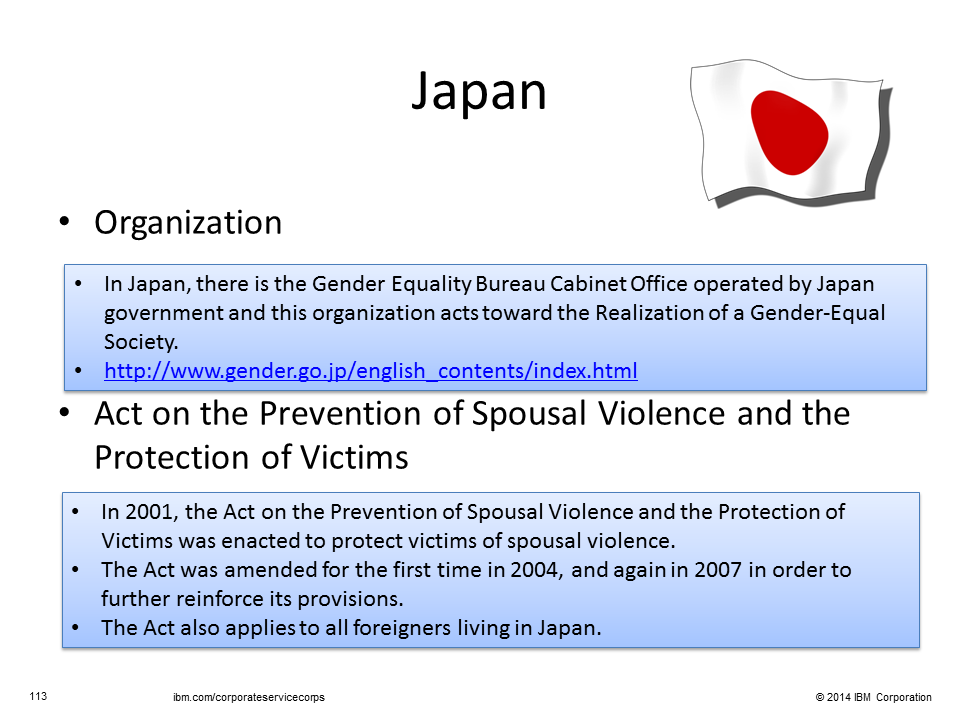 Japan
• Organization
• In Japan, there is the Gender Equality Bureau Cabinet Office operated by Japan
government and this organization acts toward the Realization of a Gender-Equal
Society.
• http://www.gender.go.jp/english_contents/index.html
• Act on the Prevention of Spousal Violence and the
Protection of Victims
• In 2001, the Act on the Prevention of Spousal Violence and the Protection of
Victims was enacted to protect victims of spousal violence.
• The Act was amended for the first time in 2004, and again in 2007 in order to
further reinforce its provisions.
• The Act also applies to all foreigners living in Japan.
113 ibm.com/corporateservicecorps © 2014 IBM Corporation